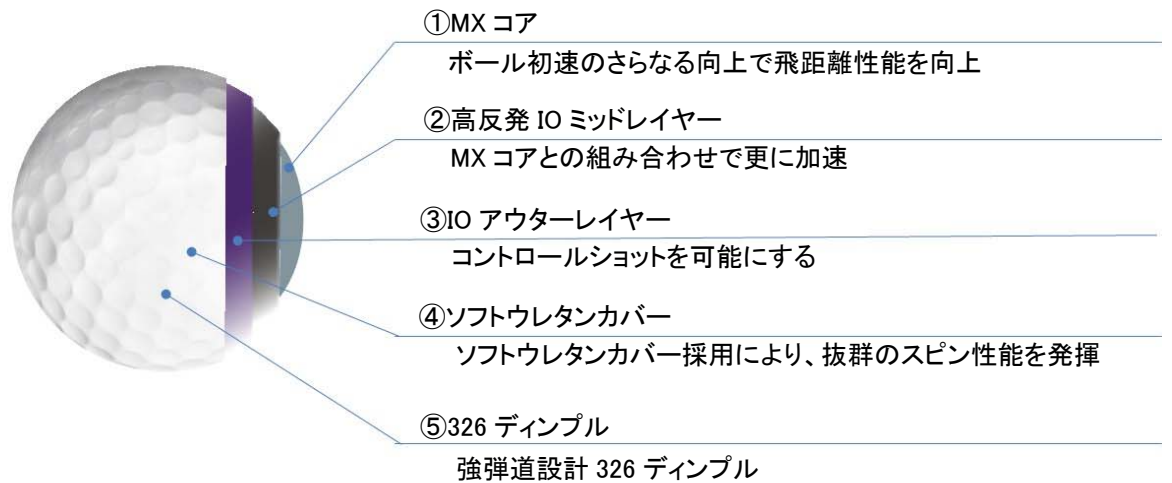 ①MX コア
ボール初速のさらなる向上で飛距離性能を向上
②高反発 IO ミッドレイヤー
MX コアとの組み合わせで更に加速
③IO アウターレイヤー
コントロールショットを可能にする
④ソフトウレタンカバー
ソフトウレタンカバー採用により、抜群のスピン性能を発揮
⑤326 ディンプル
強弾道設計 326 ディンプル